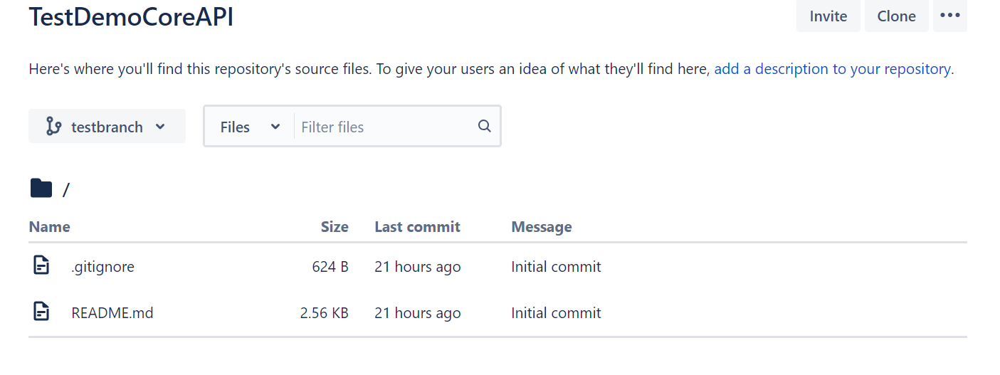 TestDemoCoreAPI Invite Clone •••
Here's where you'll find this repository's source files. To give your users an idea of what they'll find here, add a description to your repository.
testbranch Files Filter files
/
Name Size Last commit Message
.gitignore 624 B 21 hours ago Initial commit
README.md 2.56 KB 21 hours ago Initial commit